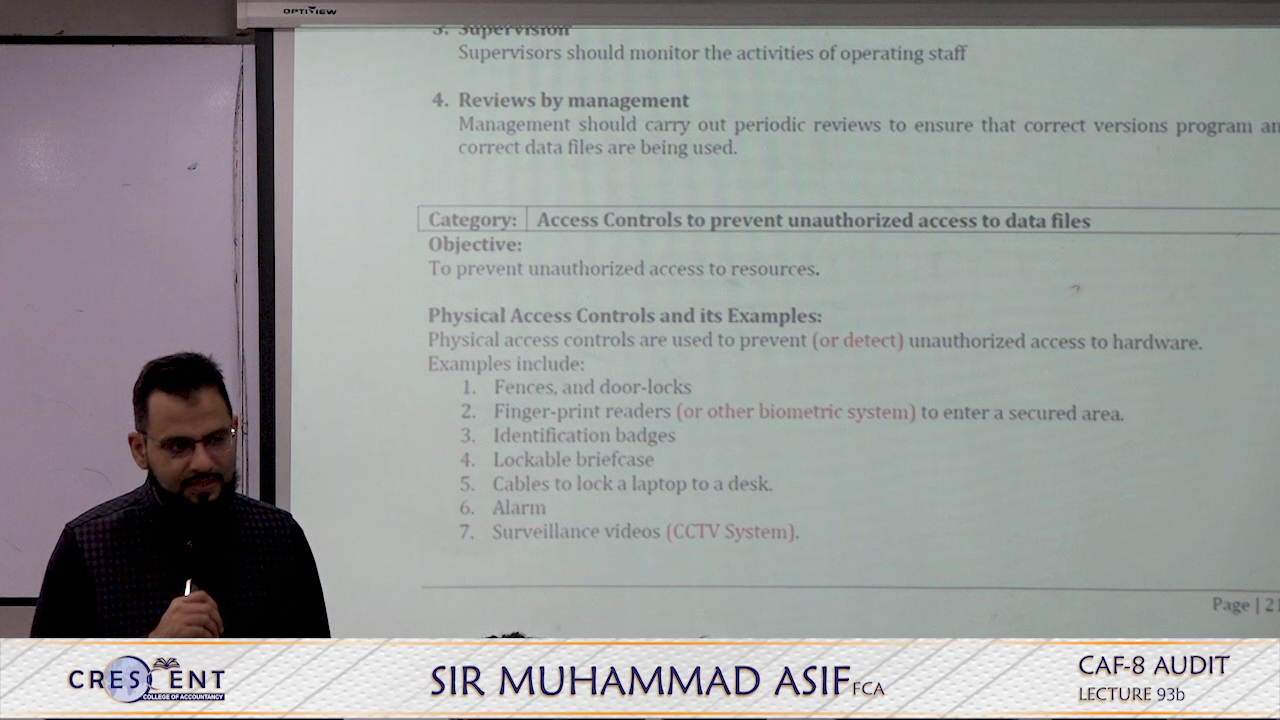 OPTIVIEW
3. Supervision
Supervisors should monitor the activities of operating staff
4. Reviews by management
Management should carry out periodic reviews to ensure that correct versions program an
correct data files are being used.
Category: Access Controls to prevent unauthorized access to data files
Objective:
To prevent unauthorized access to resources.
Physical Access Controls and its Examples:
Physical access controls are used to prevent (or detect) unauthorized access to hardware.
Examples include:
1. Fences, and door-locks
2. Finger-print readers (or other biometric system) to enter a secured area.
3. Identification badges
4. Lockable briefcase
5. Cables to lock a laptop to a desk.
6. Alarm
7. Surveillance videos (CCTV System).
Page | 21
CRESCENT
COLLEGE OF ACCOUNTANCY
SIR MUHAMMAD ASIF FCA
CAF-8 AUDIT
LECTURE 93b